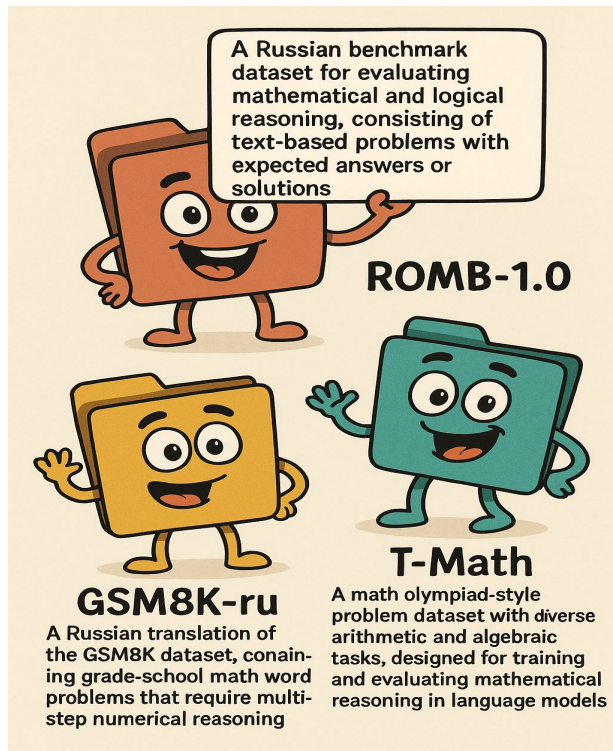 A Russian benchmark
dataset for evaluating
mathematical and logical
reasoning, consisting of
text-based problems with
expected answers or
solutions
ROMB-1.0
T-Math
A math olympiad-style
problem dataset with diverse
arithmetic and algebraic
tasks, designed for training
and evaluating mathematical
reasoning in language models
GSM8K-ru
A Russian translation of
the GSM8K dataset, conain-
ing grade-school math word
problems that require multi-
step numerical reasoning